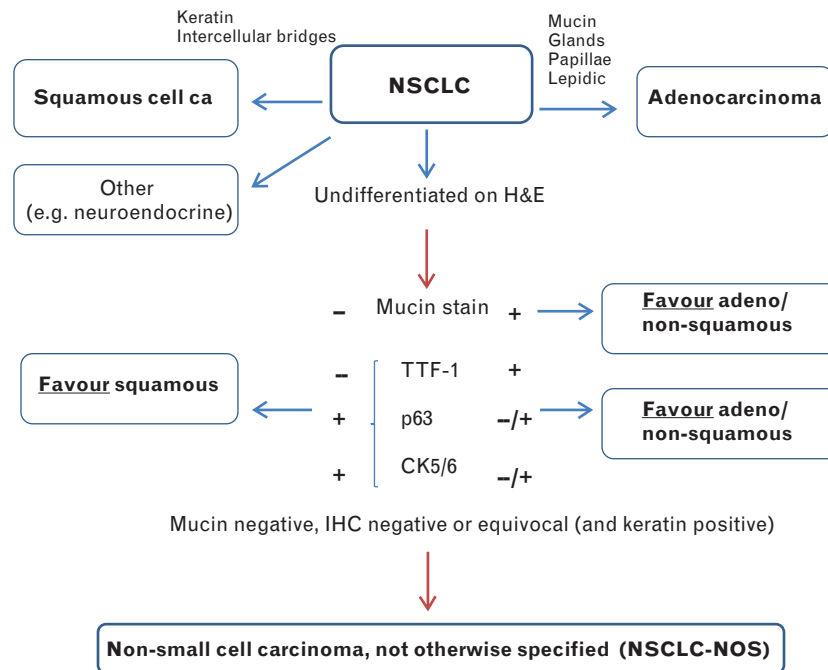 Keratin
Intercellular bridges
Mucin
Glands
Papillae
Lepidic
NSCLC
Squamous cell ca
Adenocarcinoma
Other
(e.g. neuroendocrine)
Undifferentiated on H&E
– Mucin stain +
Favour adeno/
non-squamous
Favour squamous
-- TTF-1 +
+ p63 --/+
+ CK5/6 --/+
Favour adeno/
non-squamous
Mucin negative, IHC negative or equivocal (and keratin positive)
Non-small cell carcinoma, not otherwise specified (NSCLC-NOS)